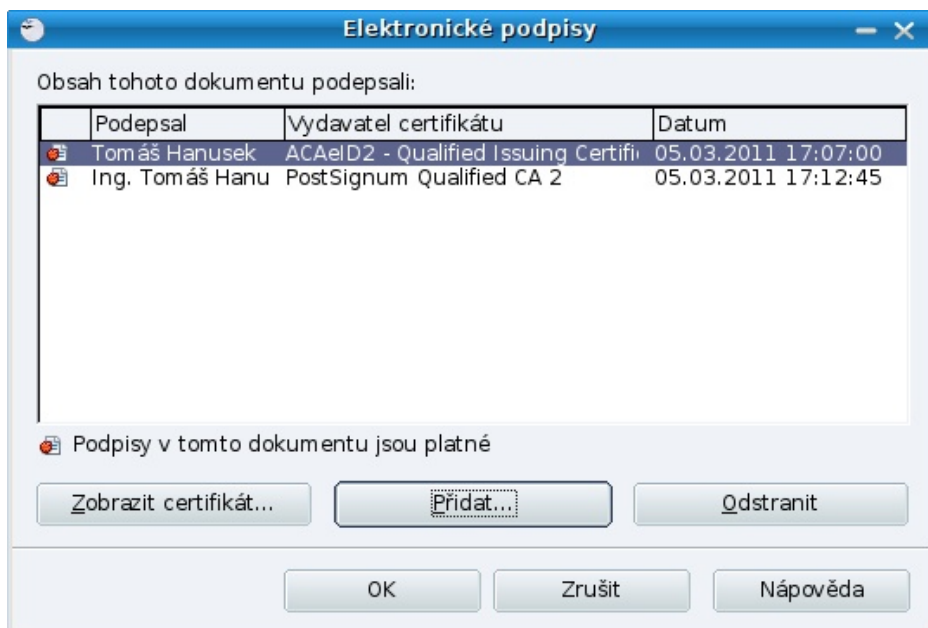 Elektronické podpisy
Obsah tohoto dokumentu podepsali:
Podepsal Vydavatel certifikátu Datum
Tomáš Hanusek ACAeID2 - Qualified Issuing Certifi 05.03.2011 17:07:00
Ing. Tomáš Hanu PostSignum Qualified CA 2 05.03.2011 17:12:45
Podpisy v tomto dokumentu jsou platné
Zobrazit certifikát... Přidat... Odstranit
OK Zrušit Nápověda